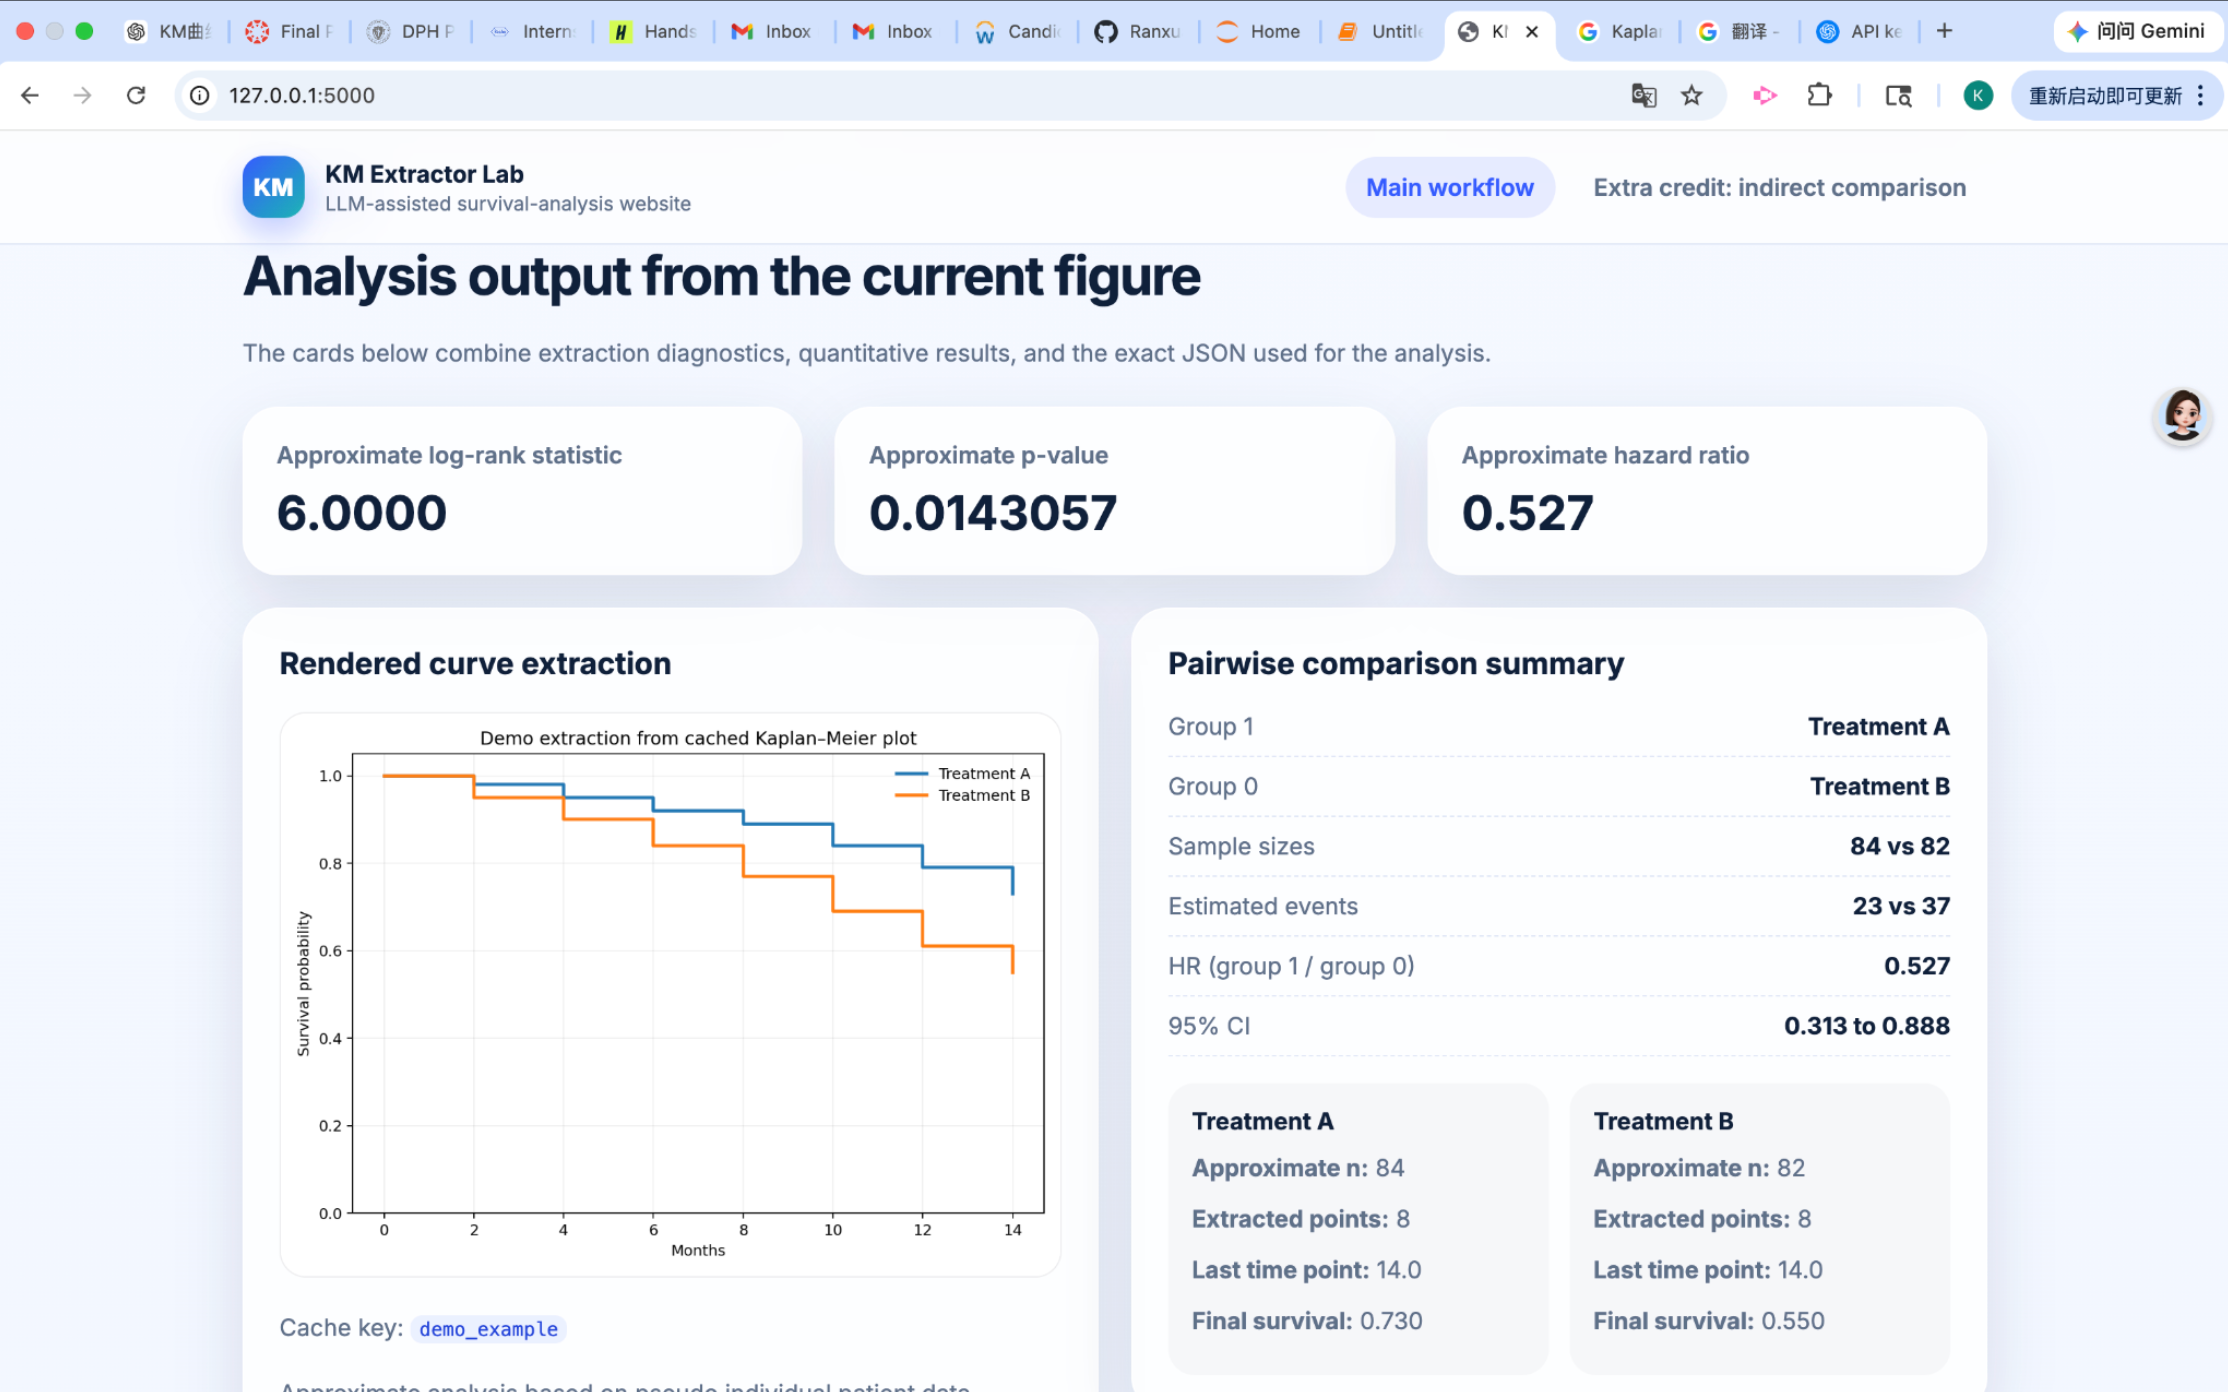 KM曲
Final
DPH
Intern
Hands
Inbox
Inbox
Candi
Ranxu
Home
Untitle
Kapla
翻译 -
API ke
问问 Gemini
127.0.0.1:5000
K
重新启动即可更新
KM
KM Extractor Lab
LLM-assisted survival-analysis website
Main workflow
Extra credit: indirect comparison
Analysis output from the current figure
The cards below combine extraction diagnostics, quantitative results, and the exact JSON used for the analysis.
Approximate log-rank statistic
6.0000
Approximate p-value
0.0143057
Approximate hazard ratio
0.527
Rendered curve extraction
Demo extraction from cached Kaplan–Meier plot
Treatment A
Treatment B
1.0
0.8
0.6
0.4
0.2
0.0
Survival probability
0 2 4 6 8 10 12 14
Months
Cache key: demo_example
Approximate analysis based on pseudo individual patient data
Pairwise comparison summary
Group 1 Treatment A
Group 0 Treatment B
Sample sizes 84 vs 82
Estimated events 23 vs 37
HR (group 1 / group 0) 0.527
95% CI 0.313 to 0.888
Treatment A
Approximate n: 84
Extracted points: 8
Last time point: 14.0
Final survival: 0.730
Treatment B
Approximate n: 82
Extracted points: 8
Last time point: 14.0
Final survival: 0.550